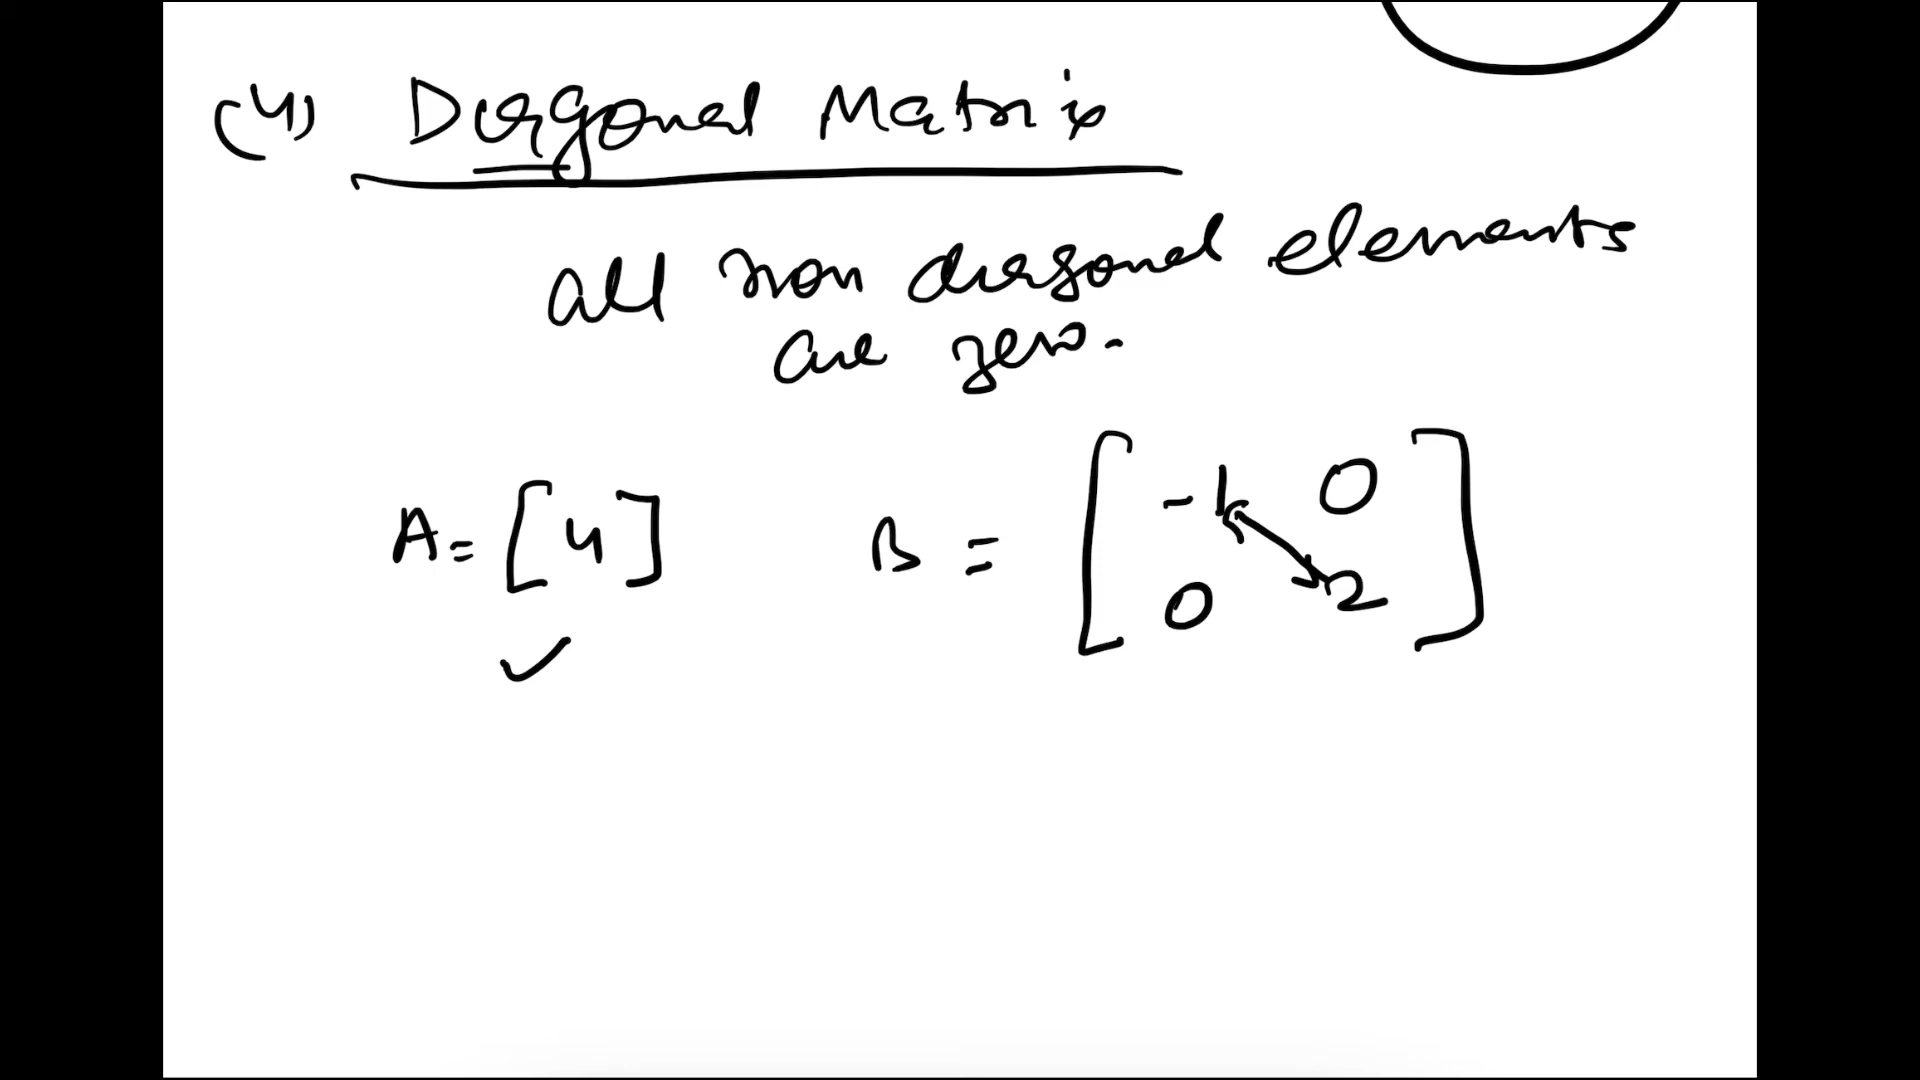 (4) Diagonal Matrix
all non diagonal elements
are zero.
A = [4] B = [-1 0
0 2]